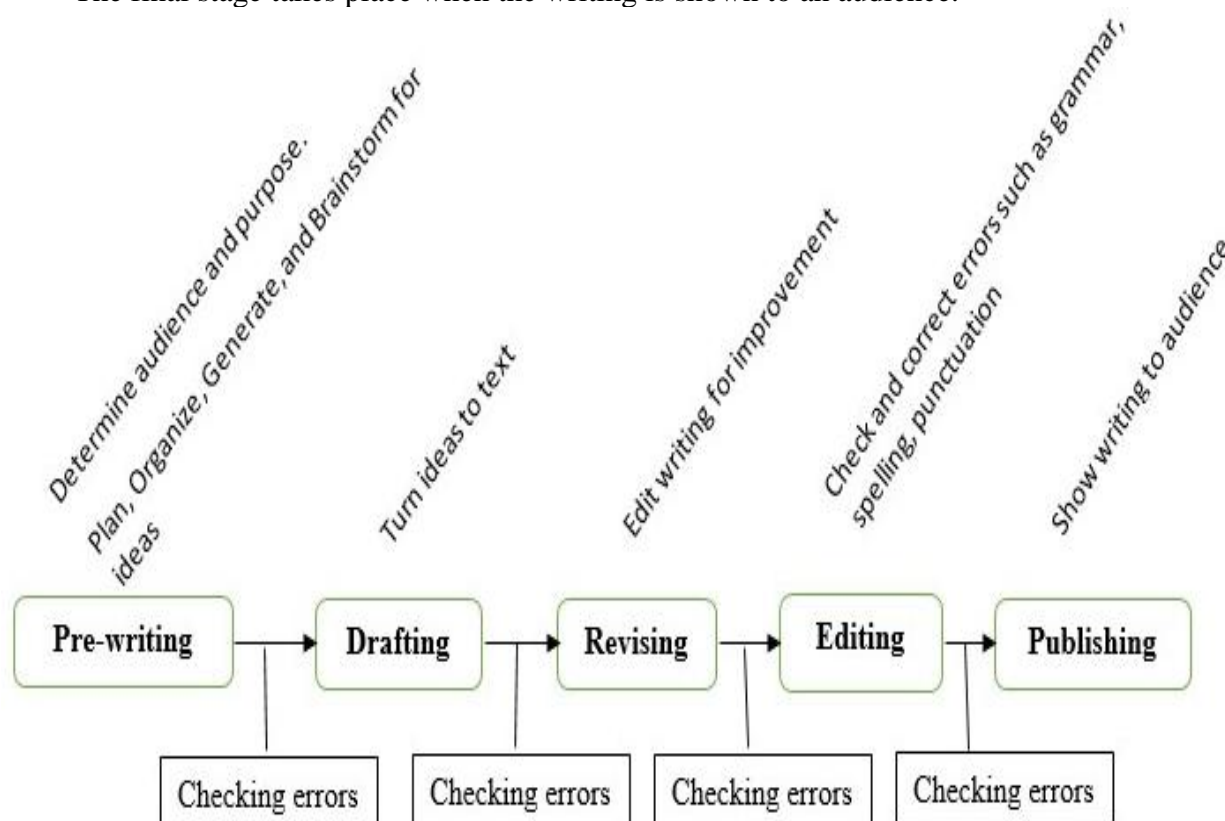 The final stage takes place when the writing is shown to an audience.
Determine audience and purpose.
Plan, Organize, Generate, and Brainstorm for
ideas
Turn ideas to text
Edit writing for improvement
Check and correct errors such as grammar,
spelling, punctuation
Show writing to audience
Pre-writing
Drafting
Revising
Editing
Publishing
Checking errors
Checking errors
Checking errors
Checking errors